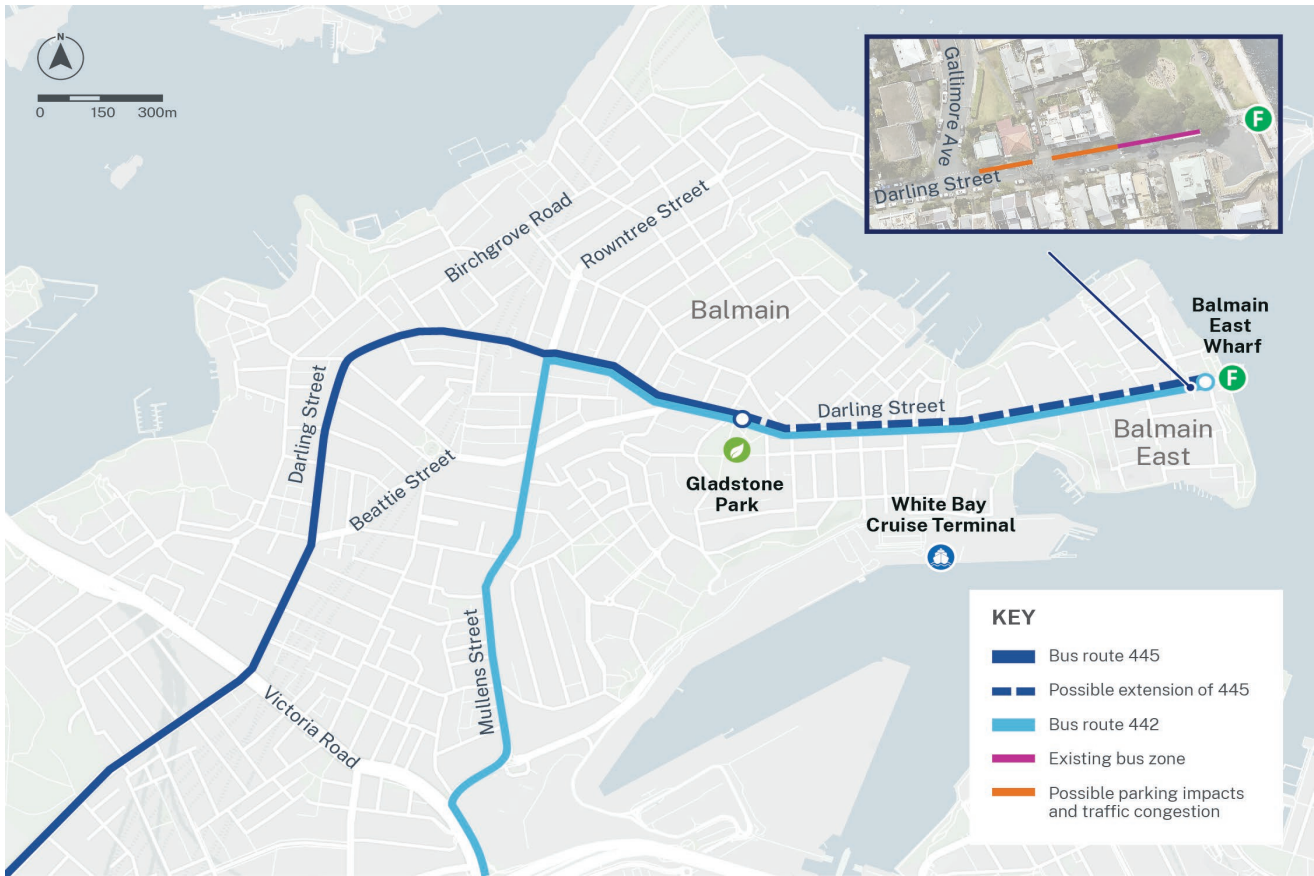 N
0 150 300m
Gallimore Ave
Darling Street
F
Birchgrove Road
Rowntree Street
Balmain
Balmain
East
Wharf
F
Darling Street
Darling Street
Balmain
East
Beattie Street
Gladstone
Park
White Bay
Cruise Terminal
Mullens Street
Victoria Road
KEY
Bus route 445
Possible extension of 445
Bus route 442
Existing bus zone
Possible parking impacts
and traffic congestion